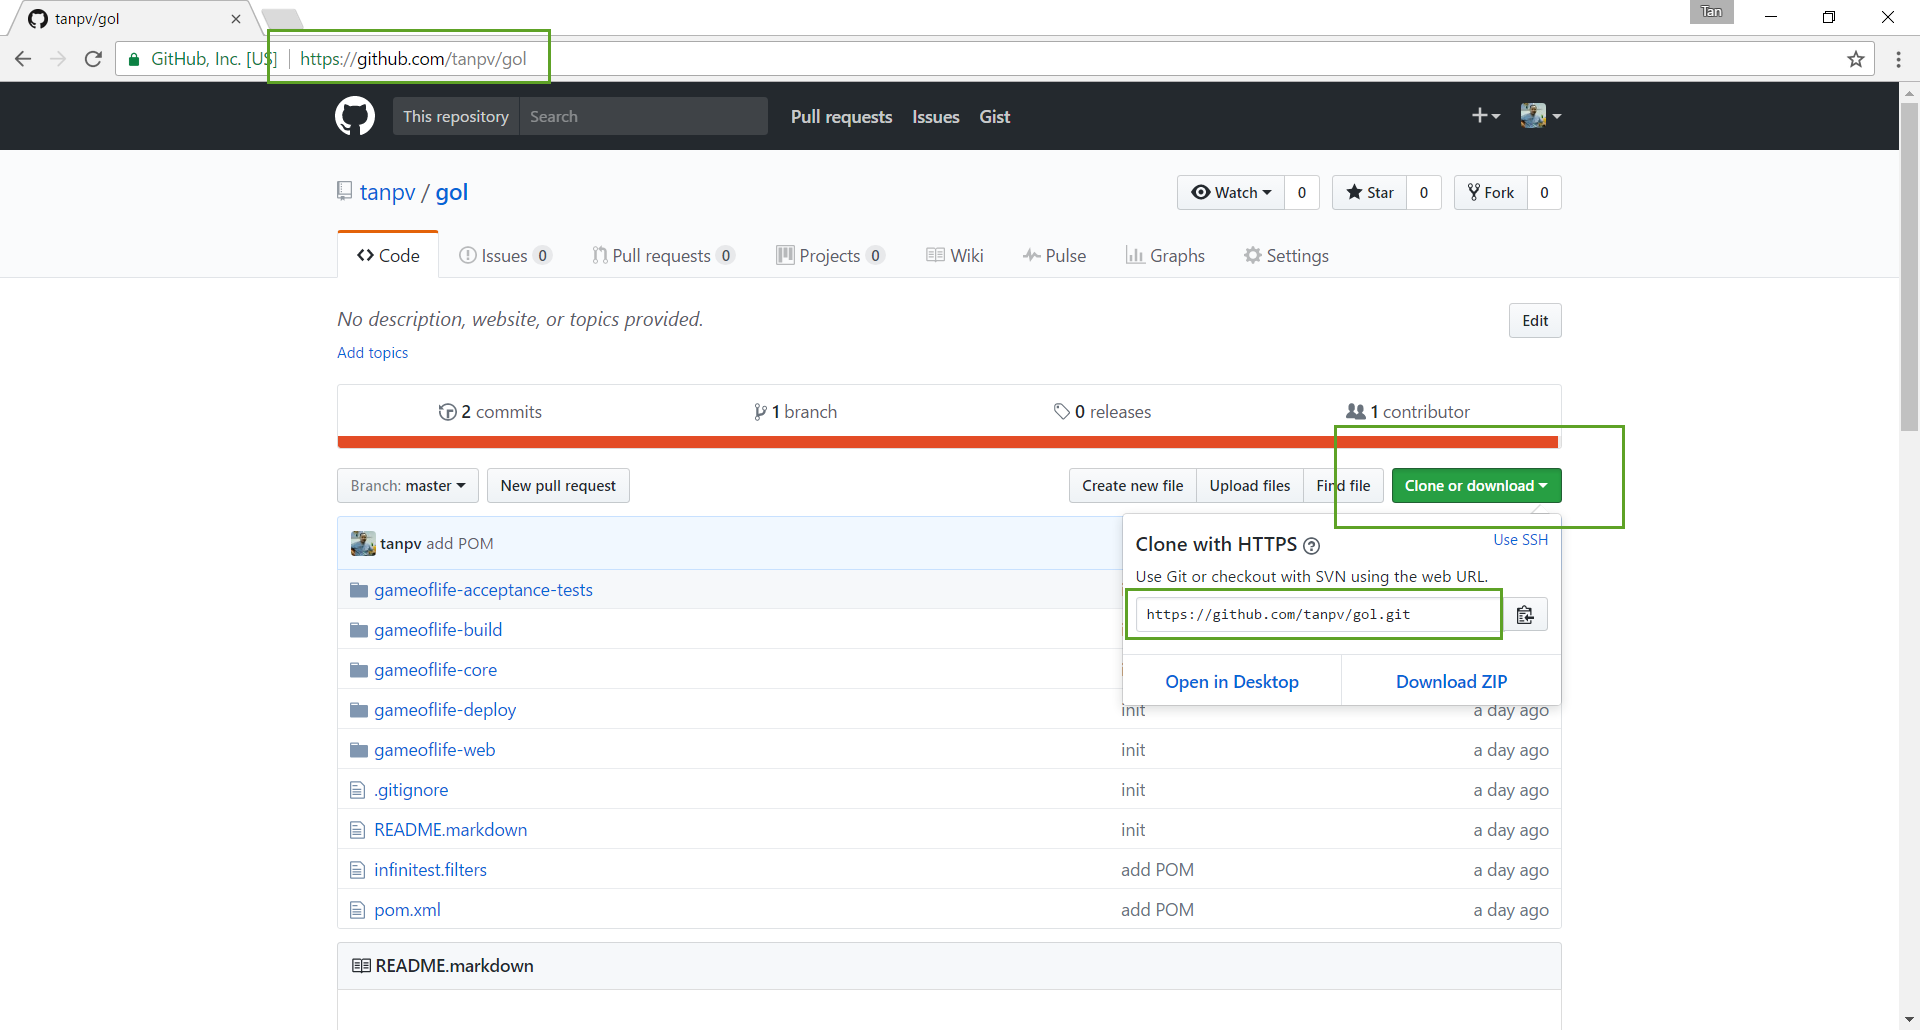 tanpv/gol
Tan
GitHub, Inc. [US] https://github.com/tanpv/gol
This repository Search Pull requests Issues Gist
tanpv / gol Watch 0 Star 0 Fork 0
Code Issues 0 Pull requests 0 Projects 0 Wiki Pulse Graphs Settings
No description, website, or topics provided. Edit
Add topics
2 commits 1 branch 0 releases 1 contributor
Branch: master New pull request Create new file Upload files Find file Clone or download
tanpv add POM
Clone with HTTPS Use SSH
Use Git or checkout with SVN using the web URL.
https://github.com/tanpv/gol.git
Open in Desktop Download ZIP
gameoflife-acceptance-tests
gameoflife-build
gameoflife-core
gameoflife-deploy init a day ago
gameoflife-web init a day ago
.gitignore init a day ago
README.markdown init a day ago
infinitest.filters add POM a day ago
pom.xml add POM a day ago
README.markdown